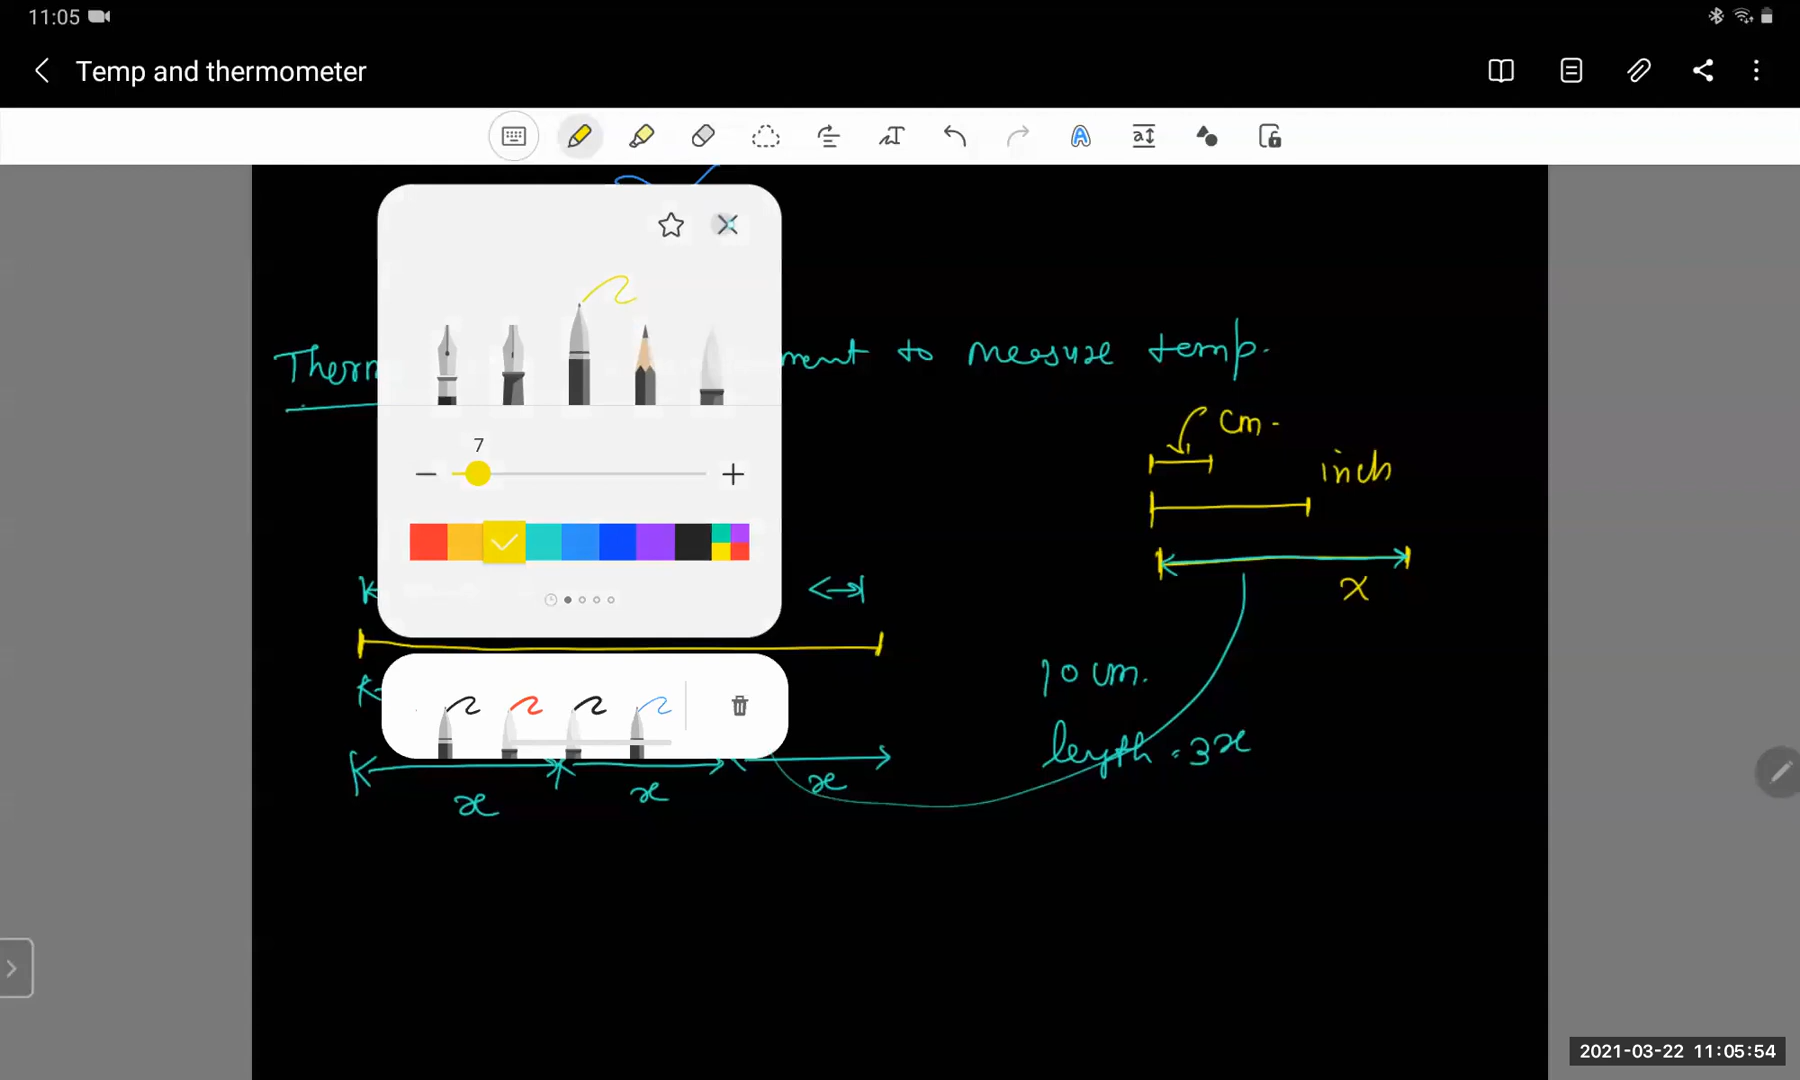 11:05
Temp and thermometer
Therm
ment to measure temp.
7
cm.
inch
x
10 cm.
length = 3x
x x x
2021-03-22 11:05:54